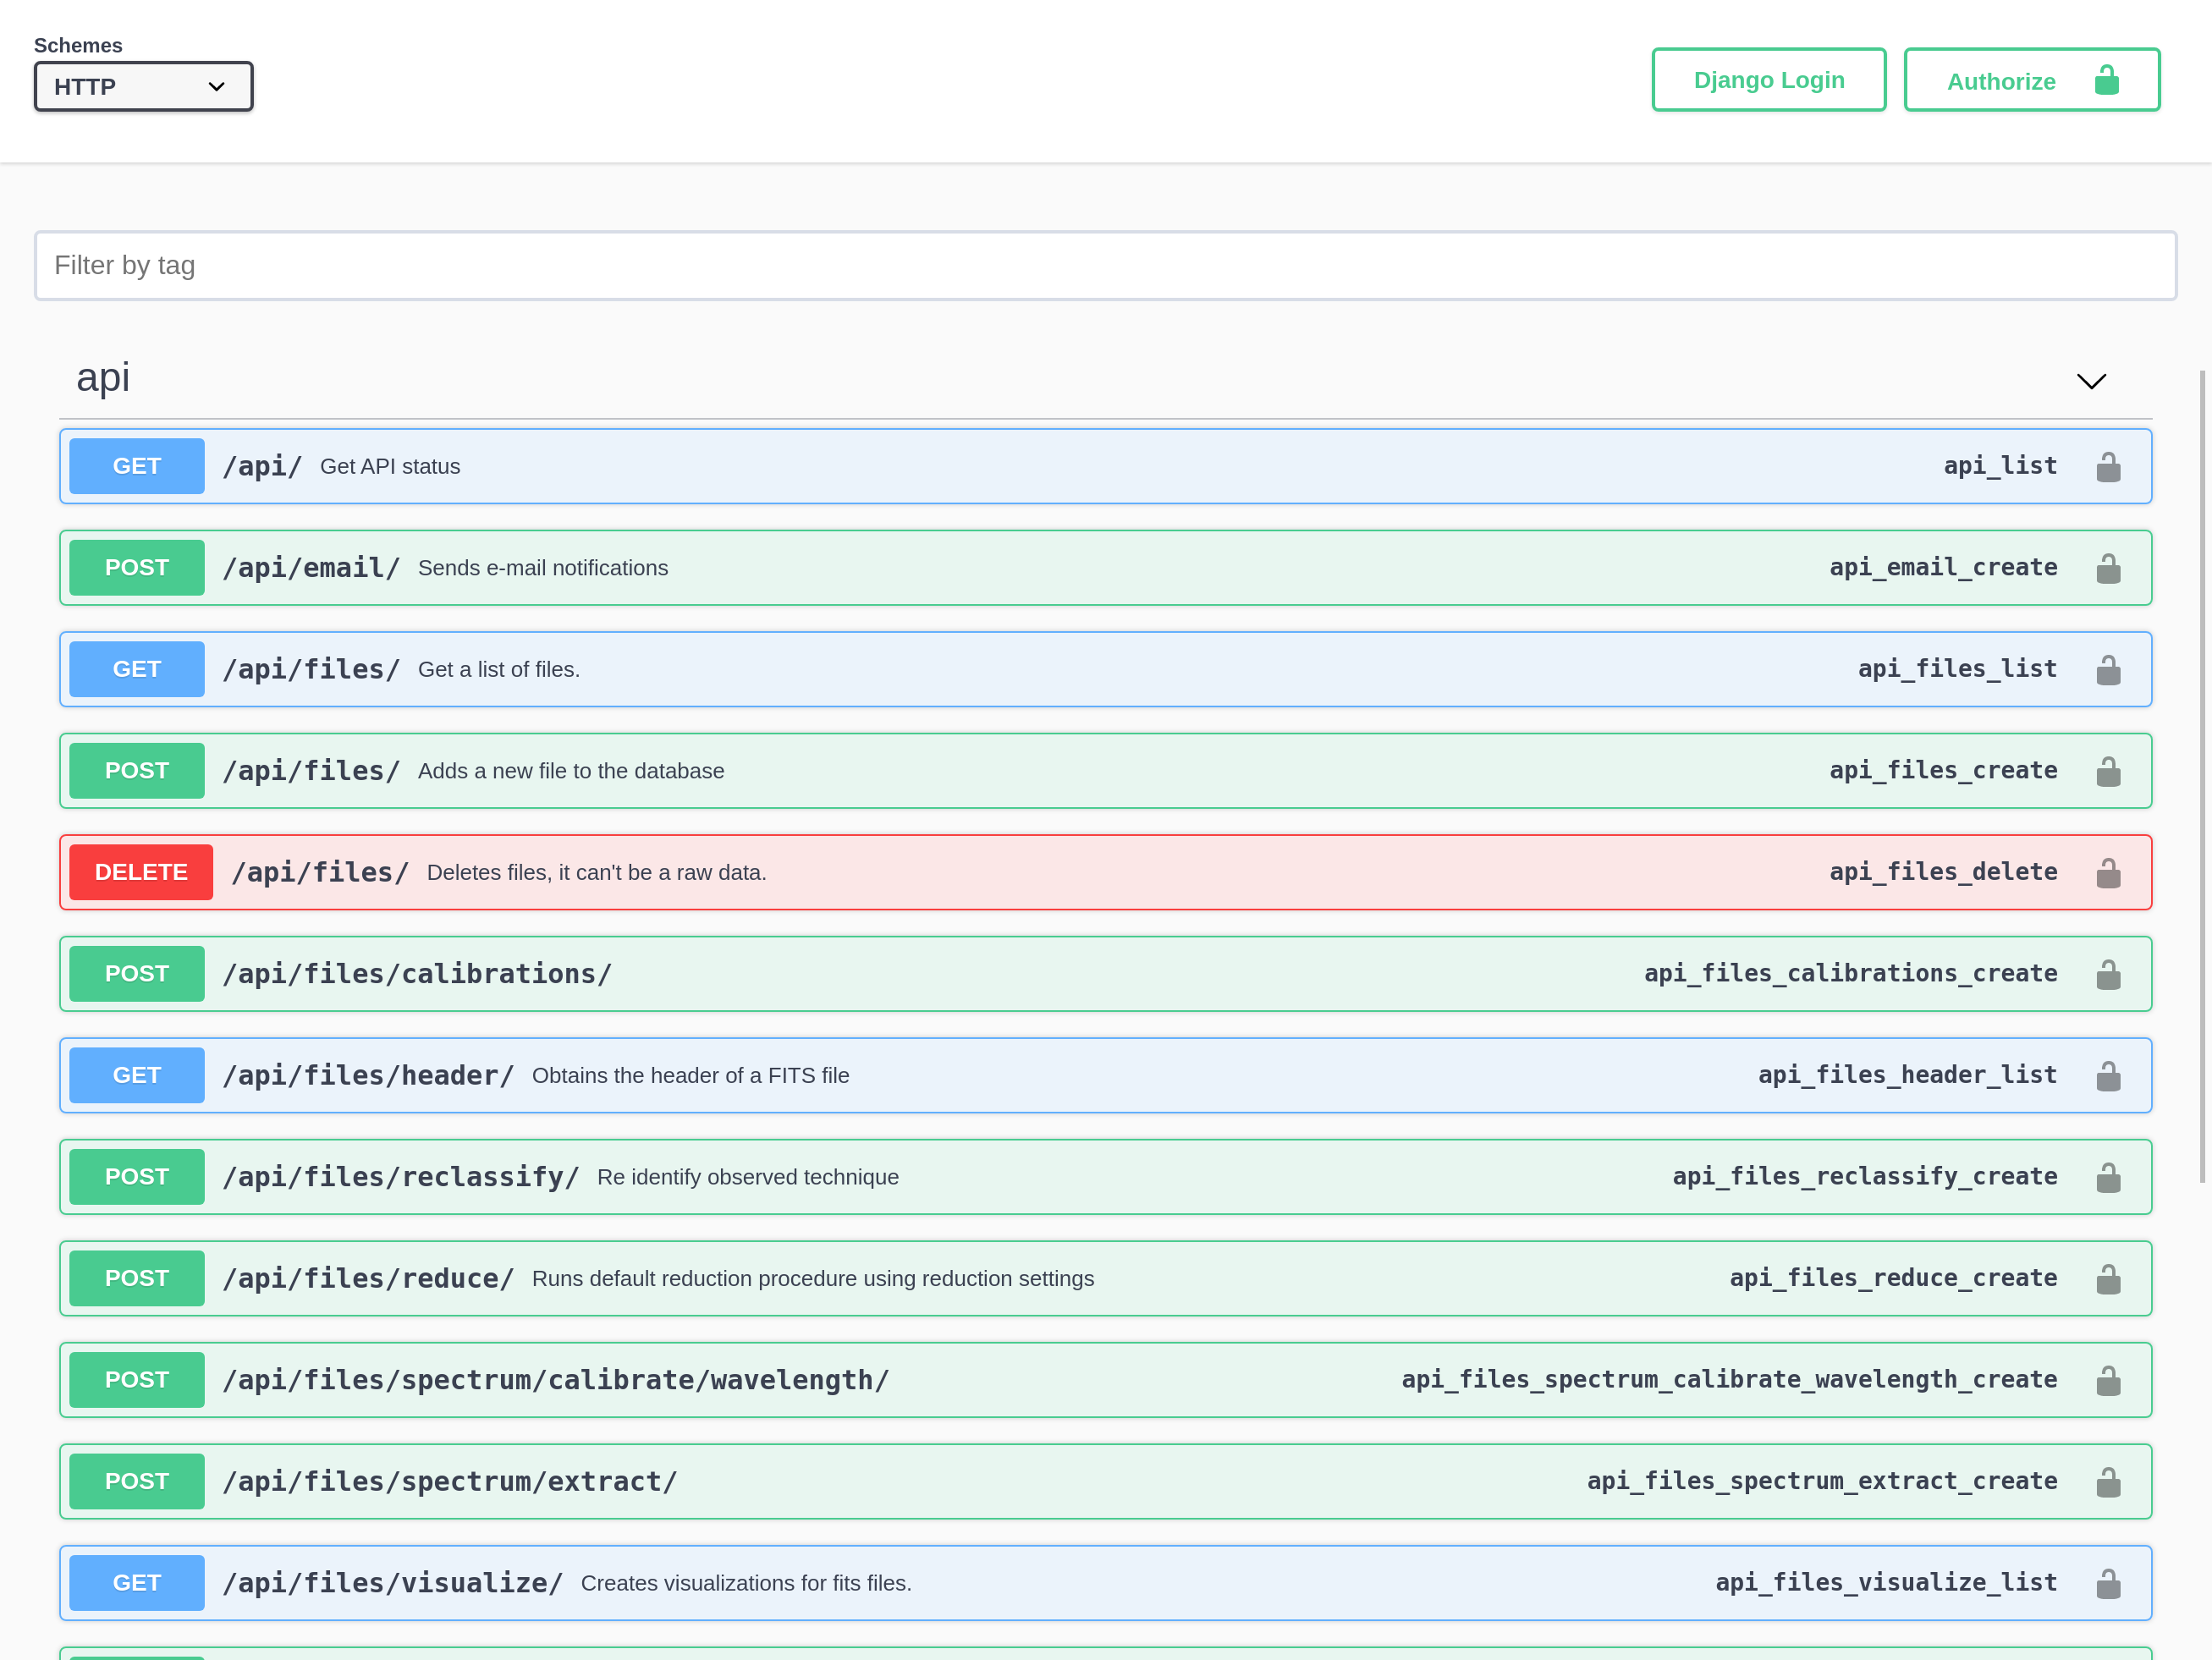 Schemes
HTTP
Django Login
Authorize
Filter by tag
api
GET /api/ Get API status api_list
POST /api/email/ Sends e-mail notifications api_email_create
GET /api/files/ Get a list of files. api_files_list
POST /api/files/ Adds a new file to the database api_files_create
DELETE /api/files/ Deletes files, it can't be a raw data. api_files_delete
POST /api/files/calibrations/ api_files_calibrations_create
GET /api/files/header/ Obtains the header of a FITS file api_files_header_list
POST /api/files/reclassify/ Re identify observed technique api_files_reclassify_create
POST /api/files/reduce/ Runs default reduction procedure using reduction settings api_files_reduce_create
POST /api/files/spectrum/calibrate/wavelength/ api_files_spectrum_calibrate_wavelength_create
POST /api/files/spectrum/extract/ api_files_spectrum_extract_create
GET /api/files/visualize/ Creates visualizations for fits files. api_files_visualize_list